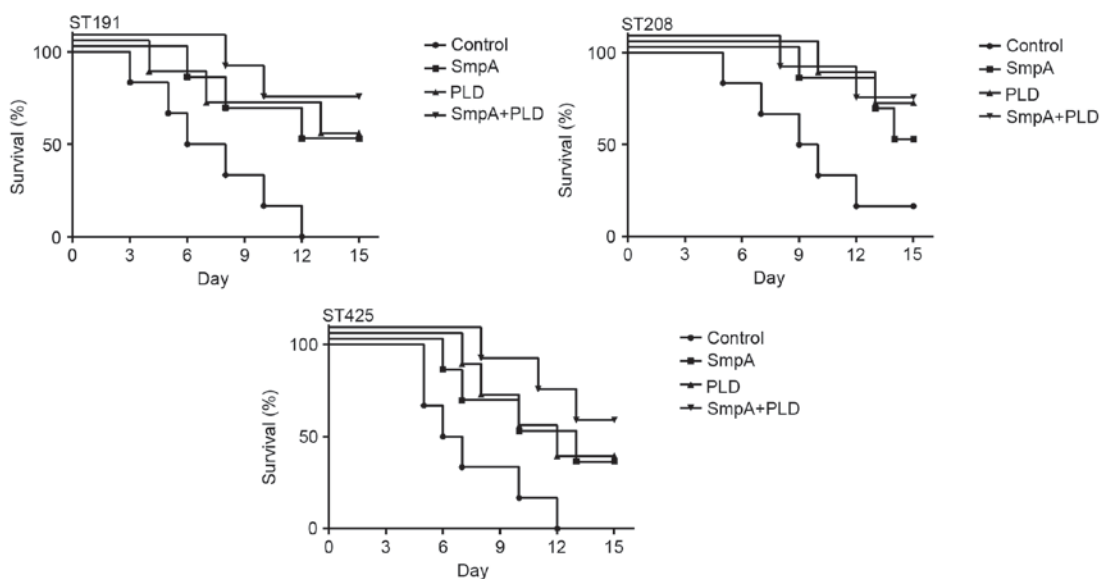 ST191
Survival (%)
100
50
0
0 3 6 9 12 15
Day
Control
SmpA
PLD
SmpA+PLD
ST208
Survival (%)
100
50
0
0 3 6 9 12 15
Day
Control
SmpA
PLD
SmpA+PLD
ST425
Survival (%)
100
50
0
0 3 6 9 12 15
Day
Control
SmpA
PLD
SmpA+PLD